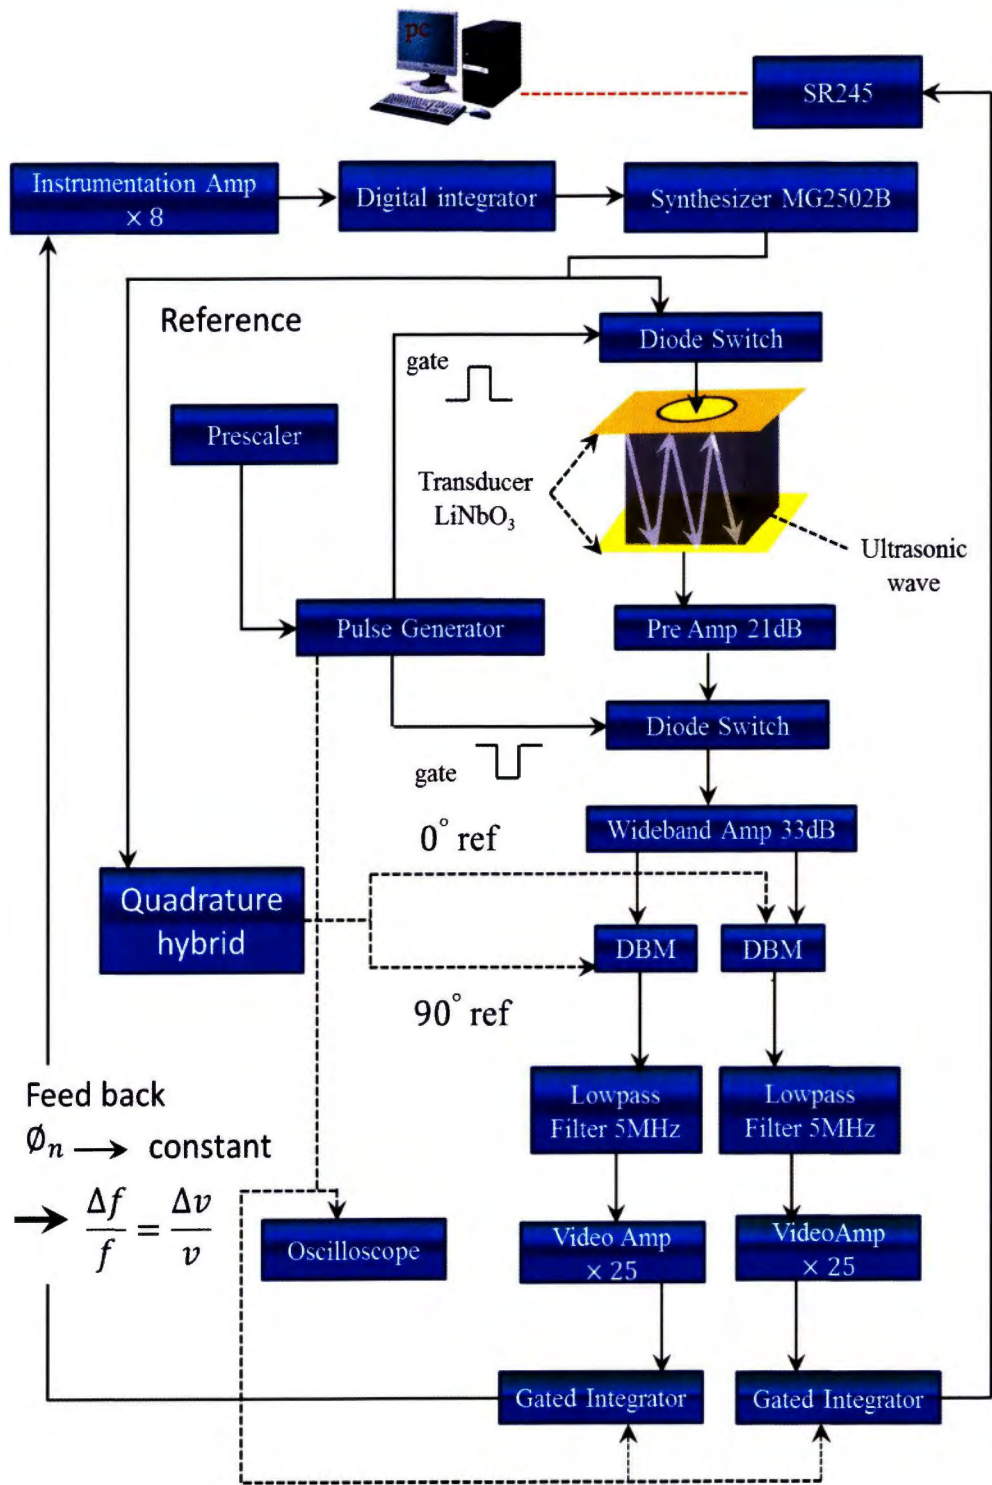 pc
SR245
Instrumentation Amp
× 8
Digital integrator
Synthesizer MG2502B
Reference
Diode Switch
gate
Prescaler
Transducer
LiNbO₃
Ultrasonic
wave
Pulse Generator
Pre Amp 21dB
Diode Switch
gate
Wideband Amp 33dB
0° ref
Quadrature
hybrid
DBM
DBM
90° ref
Lowpass
Filter 5MHz
Lowpass
Filter 5MHz
Feed back
∅ₙ → constant
→ Δf/f = Δv/v
Oscilloscope
Video Amp
× 25
VideoAmp
× 25
Gated Integrator
Gated Integrator